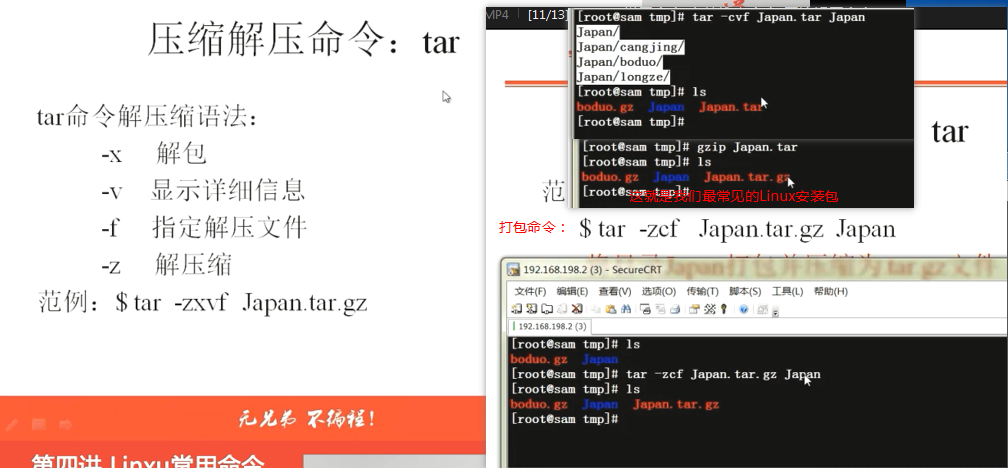 压缩解压命令：tar
tar命令解压缩语法：
-x 解包
-v 显示详细信息
-f 指定解压文件
-z 解压缩
范例：$ tar -zxvf Japan.tar.gz
元兄弟 不编程！
第四讲 Linxu常用命令
MP4 [11/13]
[root@sam tmp]# tar -cvf Japan.tar Japan
Japan/
Japan/cangjing/
Japan/boduo/
Japan/longze/
[root@sam tmp]# ls
boduo.gz Japan Japan.tar
[root@sam tmp]#
[root@sam tmp]# gzip Japan.tar
[root@sam tmp]# ls
boduo.gz Japan Japan.tar.gz
[root@sam tmp]#
这就是我们最常见的Linux安装包
tar
范
打包命令： $ tar -zcf Japan.tar.gz Japan
将目录Japan打包并压缩为.tar.gz文件
192.168.198.2 (3) - SecureCRT
文件(F) 编辑(E) 查看(V) 选项(O) 传输(T) 脚本(S) 工具(L) 帮助(H)
192.168.198.2 (3)
[root@sam tmp]# ls
boduo.gz Japan
[root@sam tmp]# tar -zcf Japan.tar.gz Japan
[root@sam tmp]# ls
boduo.gz Japan Japan.tar.gz
[root@sam tmp]#